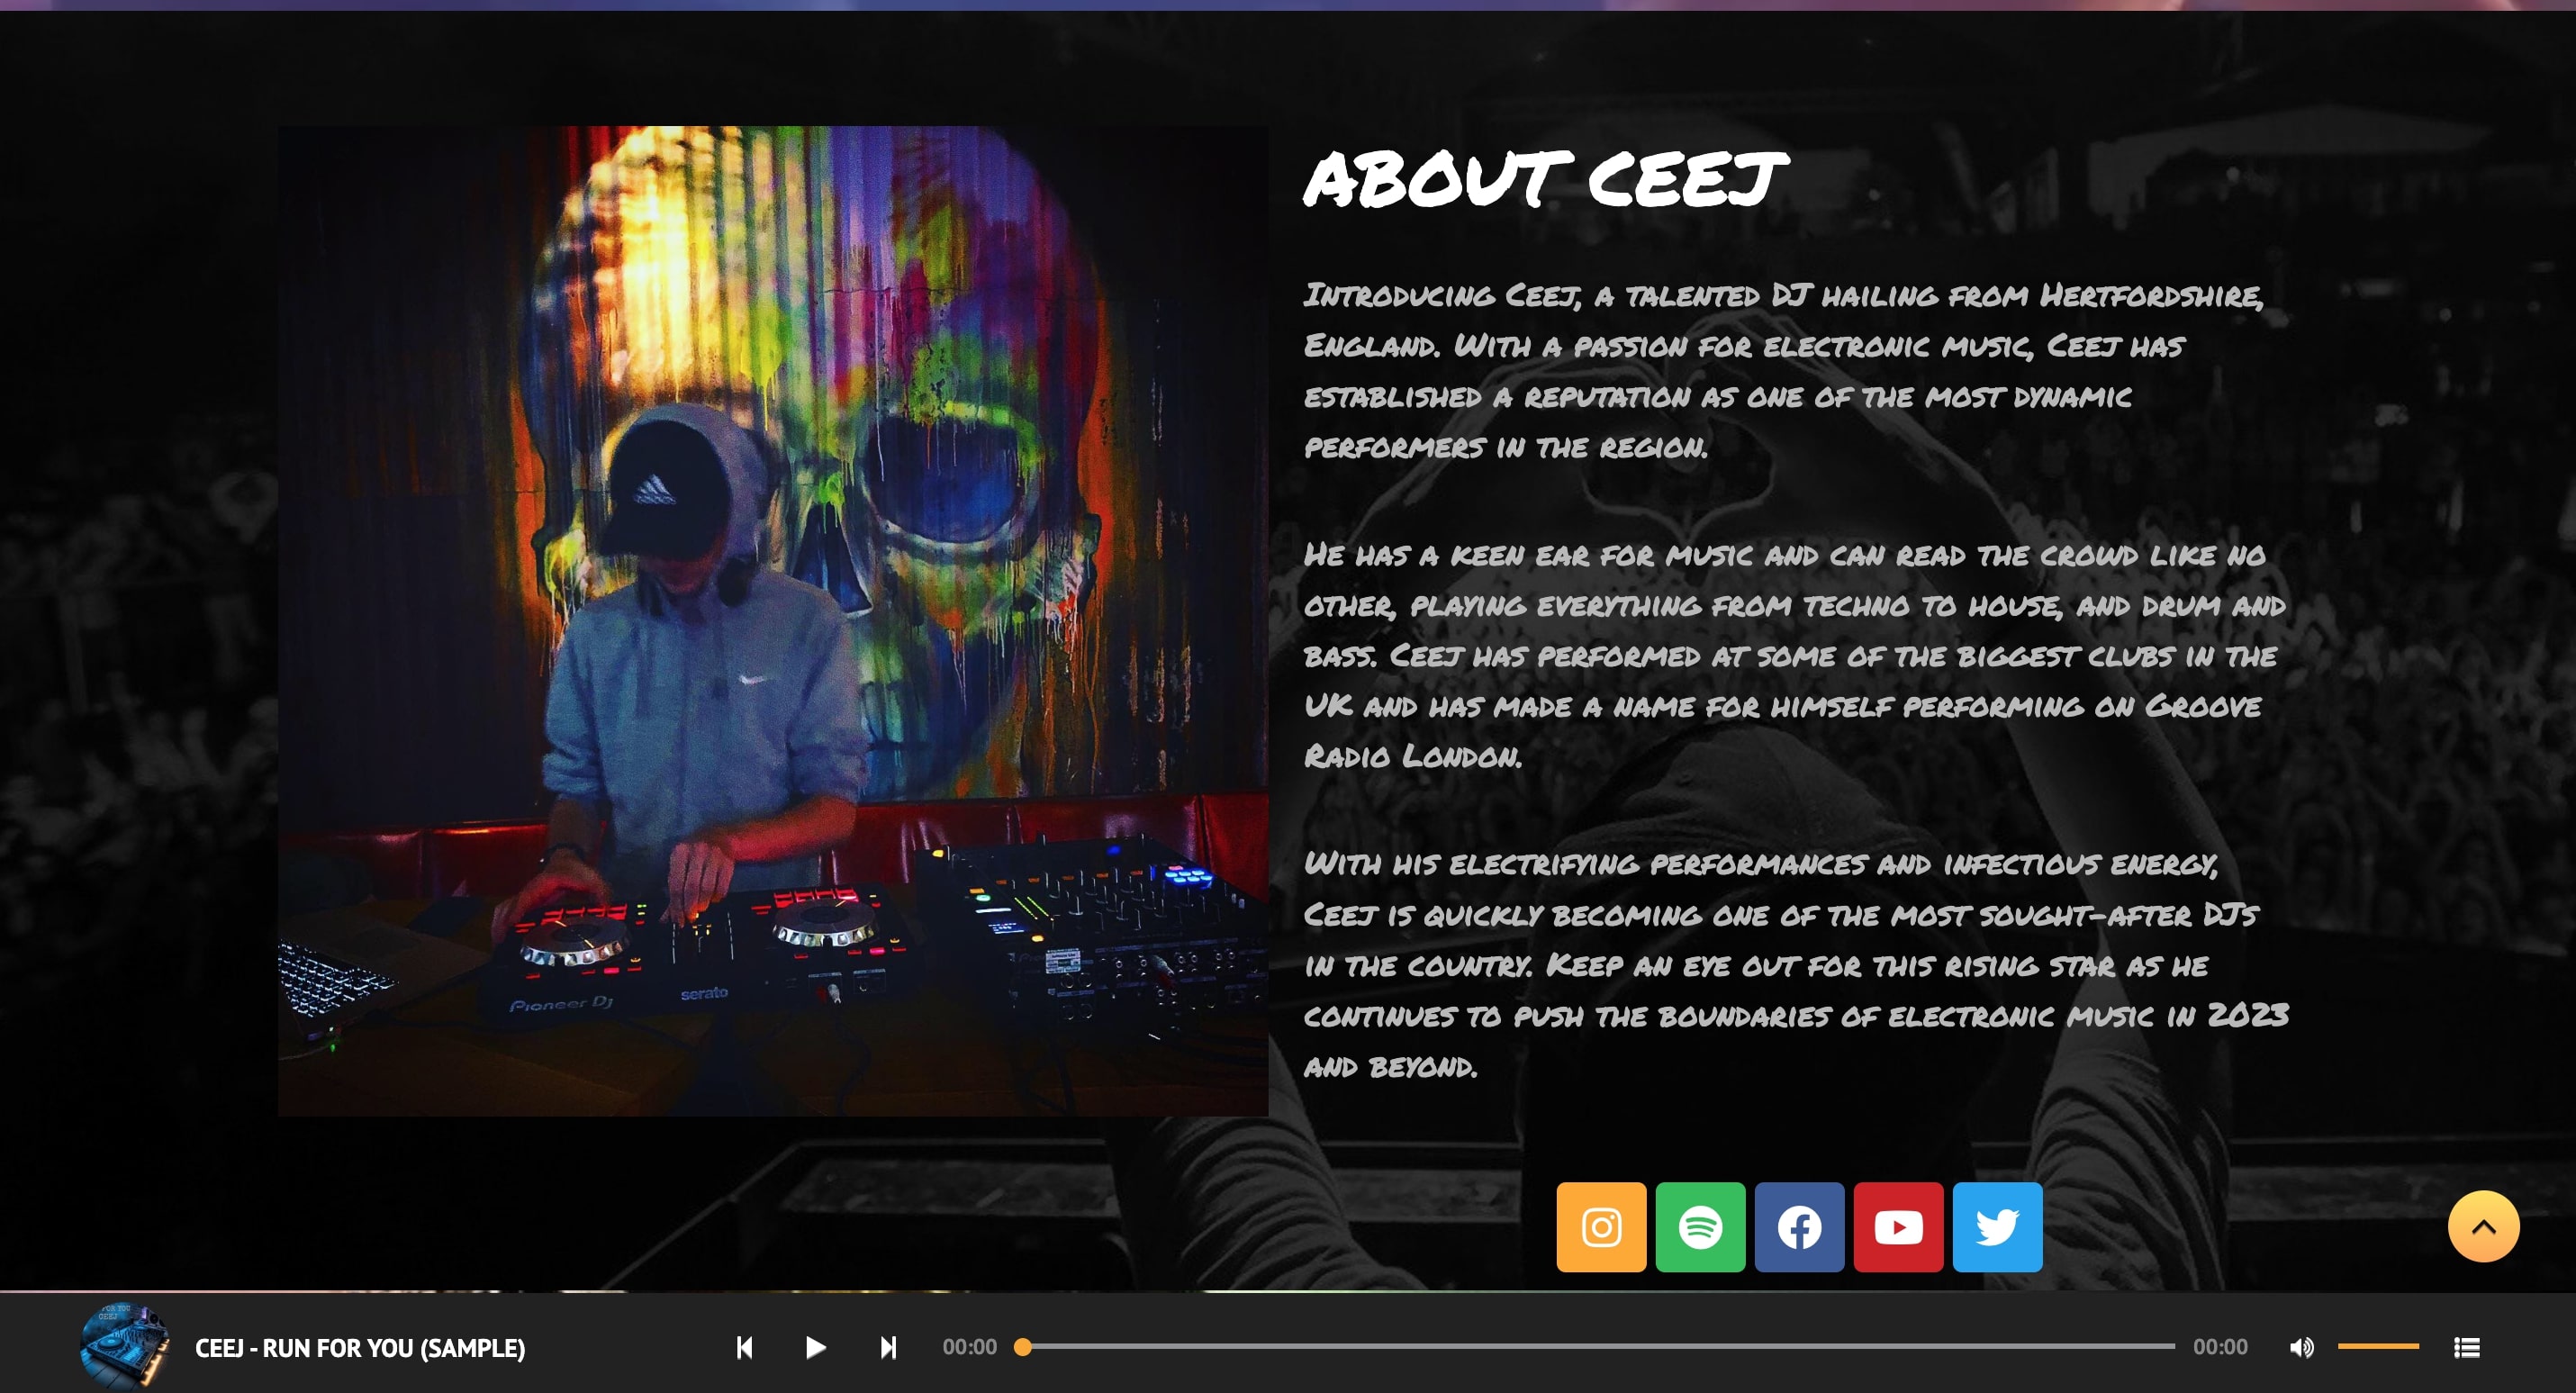 ABOUT CEEJ
Introducing Ceej, a talented DJ hailing from Hertfordshire,
England. With a passion for electronic music, Ceej has
established a reputation as one of the most dynamic
performers in the region.
He has a keen ear for music and can read the crowd like no
other, playing everything from techno to house, and drum and
bass. Ceej has performed at some of the biggest clubs in the
UK and has made a name for himself performing on Groove
Radio London.
With his electrifying performances and infectious energy,
Ceej is quickly becoming one of the most sought-after DJs
in the country. Keep an eye out for this rising star as he
continues to push the boundaries of electronic music in 2023
and beyond.
Pioneer Dj
serato
FOR YOU
CEEJ
CEEJ - RUN FOR YOU (SAMPLE)
00:00
00:00